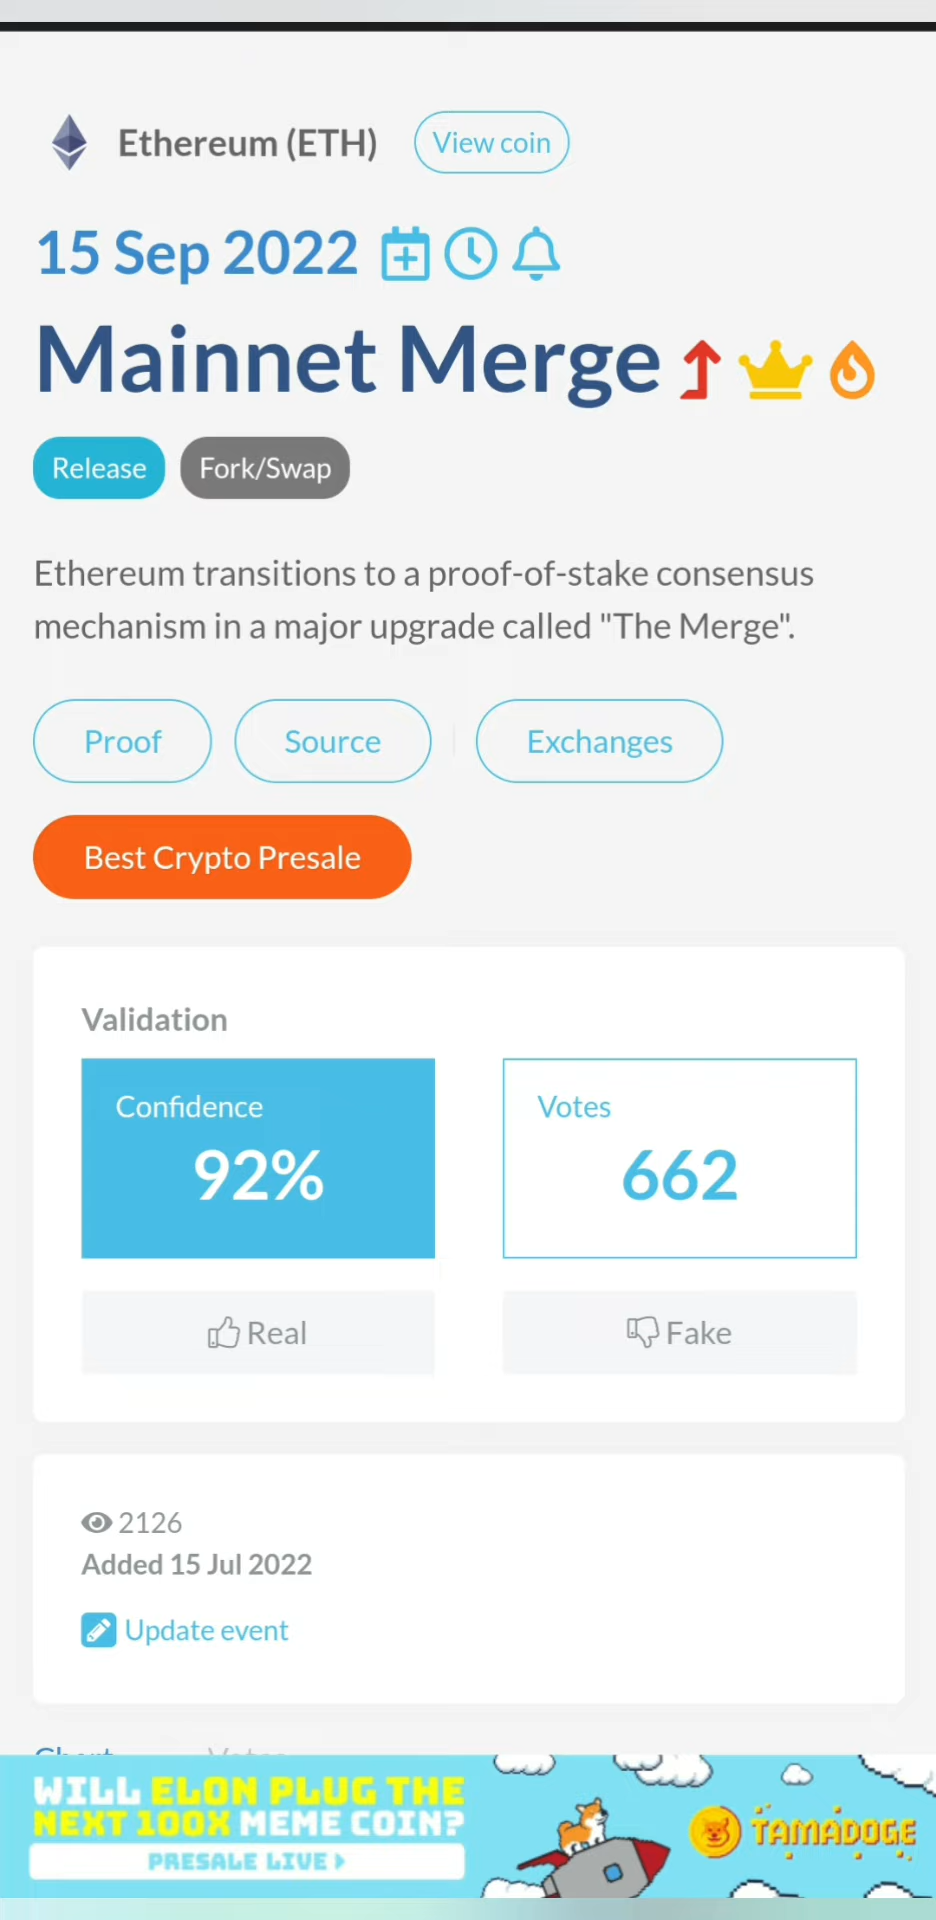 Ethereum (ETH)
View coin
15 Sep 2022
Mainnet Merge
Release
Fork/Swap
Ethereum transitions to a proof-of-stake consensus
mechanism in a major upgrade called "The Merge".
Proof
Source
Exchanges
Best Crypto Presale
Validation
Confidence
92%
Votes
662
Real
Fake
2126
Added 15 Jul 2022
Update event
Chart
Votes
WILL ELON PLUG THE
NEXT 100X MEME COIN?
PRESALE LIVE
TAMADOGE